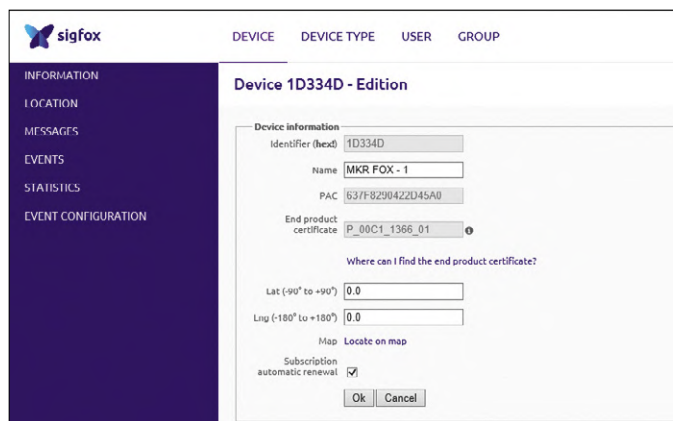 sigfox
DEVICE DEVICE TYPE USER GROUP
INFORMATION
LOCATION
MESSAGES
EVENTS
STATISTICS
EVENT CONFIGURATION
Device 1D334D - Edition
Device information
Identifier (hex!) 1D334D
Name MKR FOX - 1
PAC 637F8290422D45A0
End product
certificate P_00C1_1366_01
Where can I find the end product certificate?
Lat (-90° to +90°) 0.0
Lng (-180° to +180°) 0.0
Map Locate on map
Subscription
automatic renewal
Ok Cancel